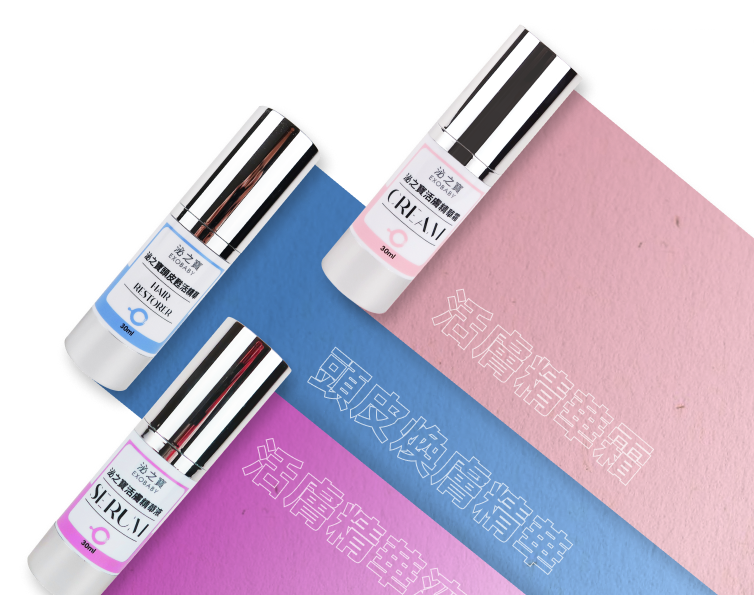 泌之寶
EXOBABY
泌之寶活膚精華霜
CREAM
30ml
泌之寶
EXOBABY
泌之寶頭皮甦活精華
HAIR
RESTORER
30ml
泌之寶
EXOBABY
泌之寶活膚精華液
SERUM
30ml
活膚精華霜
頭皮煥膚精華
活膚精華液